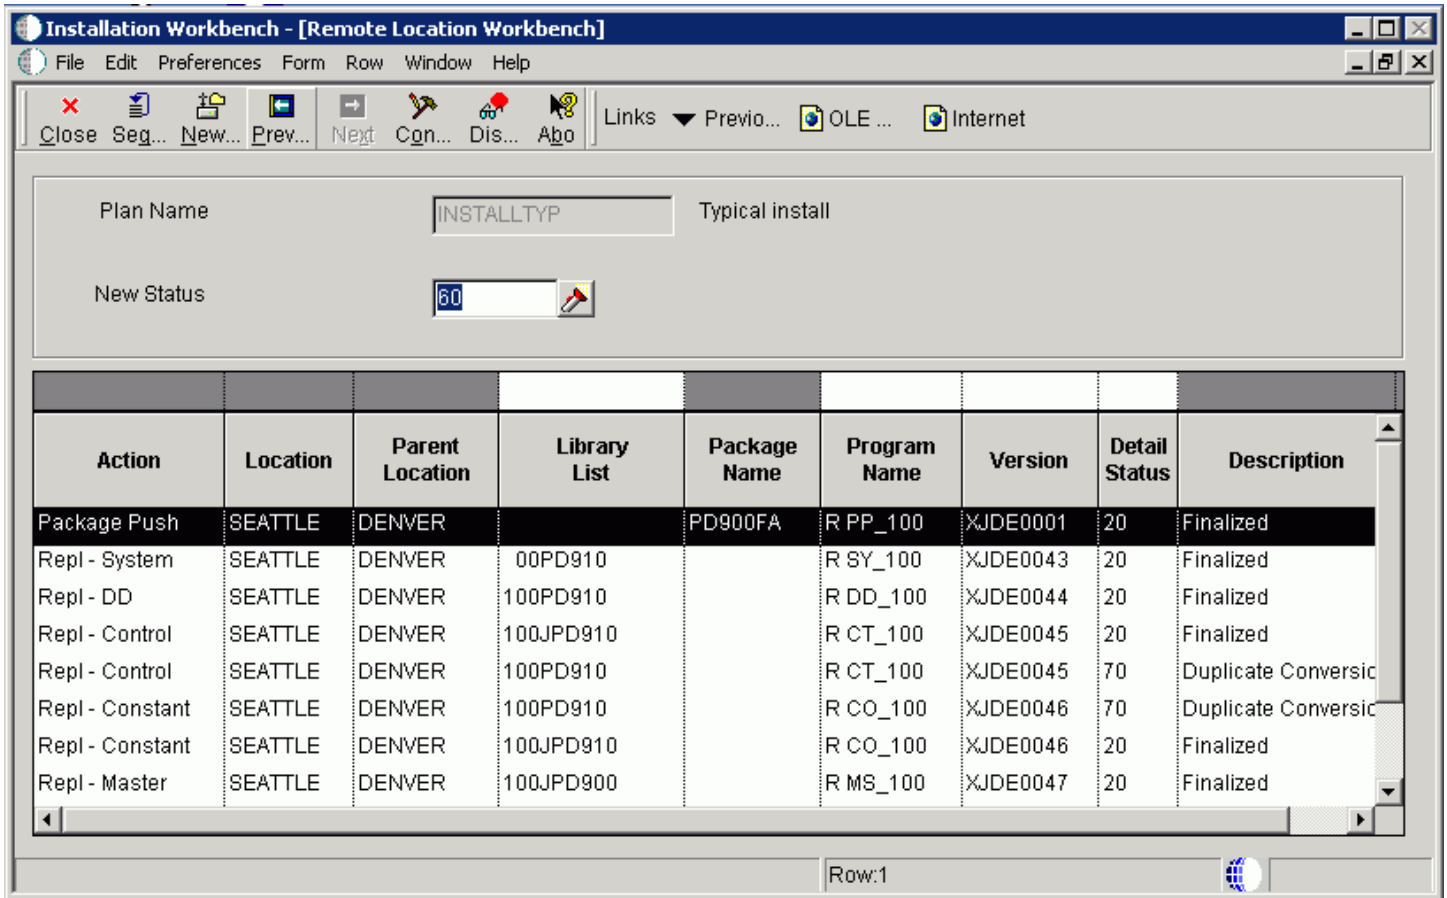 Installation Workbench - [Remote Location Workbench]
File Edit Preferences Form Row Window Help
Close Seq... New... Prev... Next Con... Dis... Abo Links Previo... OLE ... Internet
Plan Name INSTALLTYP Typical install
New Status 60
Action Location Parent Location Library List Package Name Program Name Version Detail Status Description
Package Push SEATTLE DENVER PD900FA R PP_100 XJDE0001 20 Finalized
Repl - System SEATTLE DENVER 00PD910 R SY_100 XJDE0043 20 Finalized
Repl - DD SEATTLE DENVER 100PD910 R DD_100 XJDE0044 20 Finalized
Repl - Control SEATTLE DENVER 100JPD910 R CT_100 XJDE0045 20 Finalized
Repl - Control SEATTLE DENVER 100PD910 R CT_100 XJDE0045 70 Duplicate Conversic
Repl - Constant SEATTLE DENVER 100PD910 R CO_100 XJDE0046 70 Duplicate Conversic
Repl - Constant SEATTLE DENVER 100JPD910 R CO_100 XJDE0046 20 Finalized
Repl - Master SEATTLE DENVER 100JPD900 R MS_100 XJDE0047 20 Finalized
Row:1